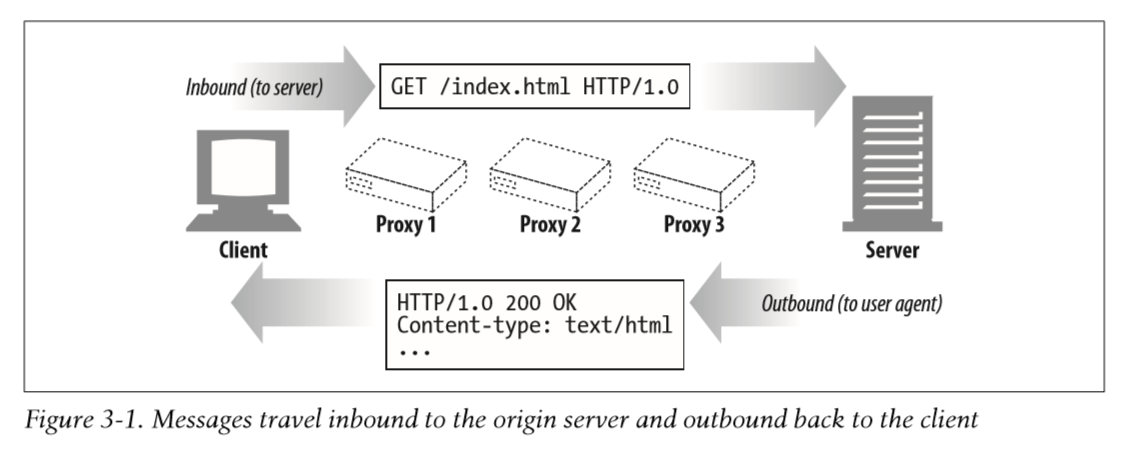 Inbound (to server)
GET /index.html HTTP/1.0
Proxy 1
Proxy 2
Proxy 3
Client
Server
HTTP/1.0 200 OK
Content-type: text/html
...
Outbound (to user agent)
Figure 3-1. Messages travel inbound to the origin server and outbound back to the client